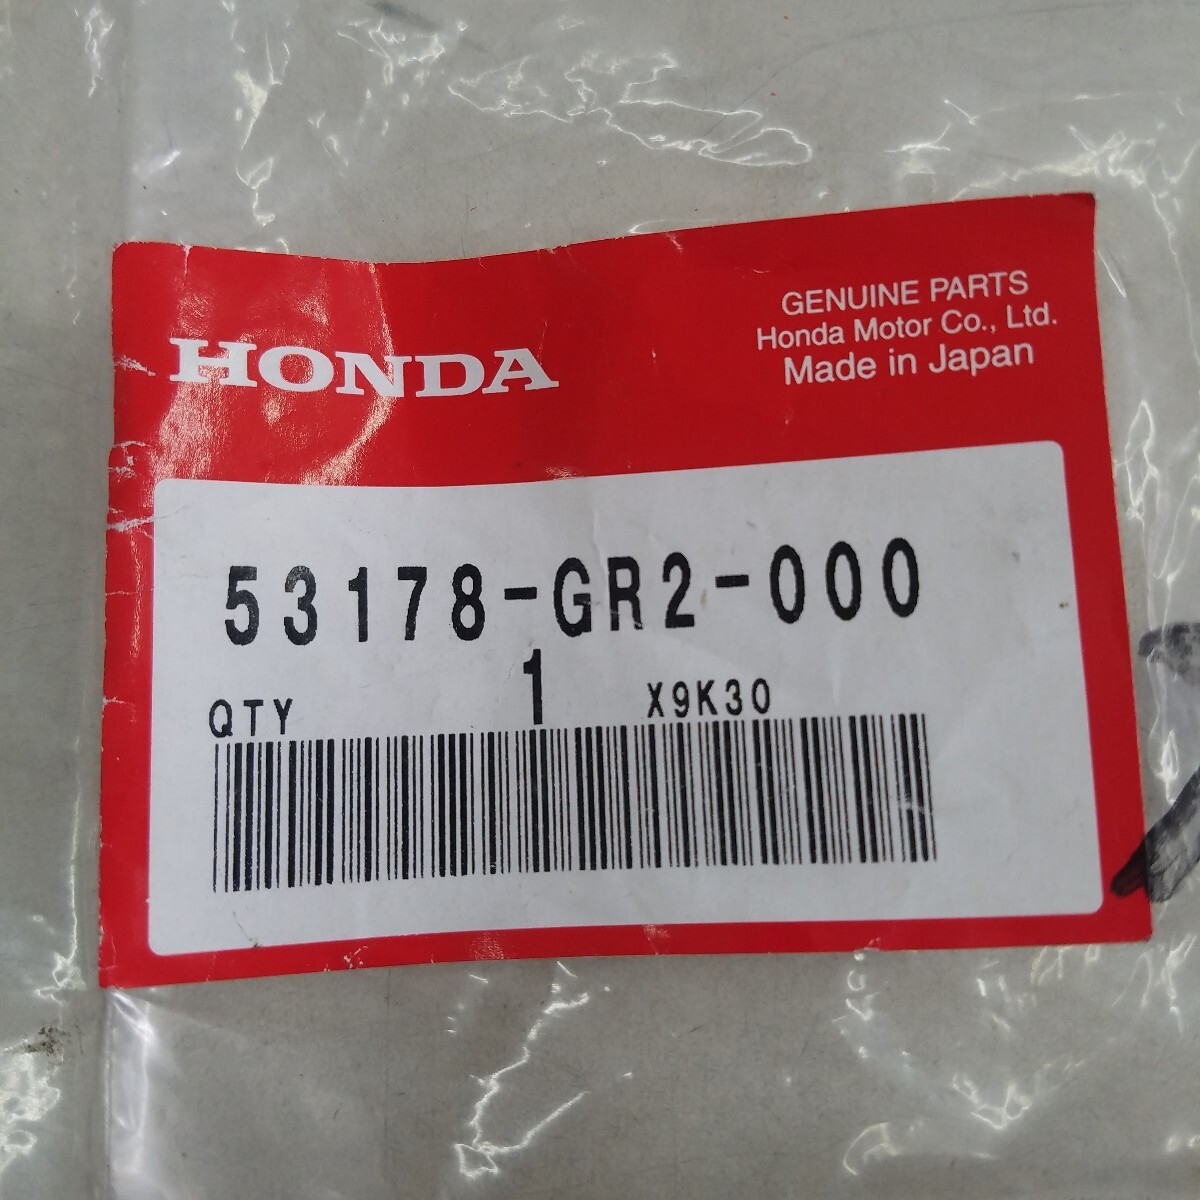 HONDA
GENUINE PARTS
Honda Motor Co., Ltd.
Made in Japan
53178-GR2-000
QTY 1 X9K30